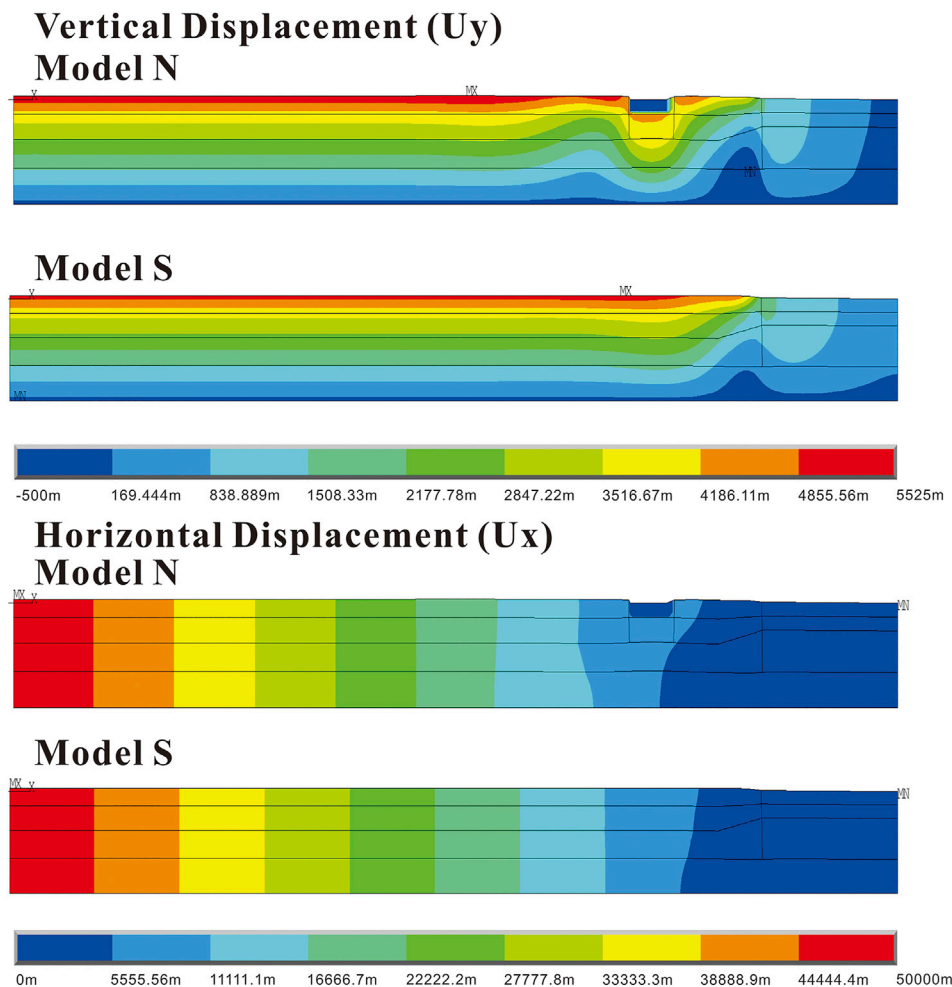 Vertical Displacement (Uy)
Model N
X
MX
MN
Model S
X
MX
MN
-500m 169.444m 838.889m 1508.33m 2177.78m 2847.22m 3516.67m 4186.11m 4855.56m 5525m
Horizontal Displacement (Ux)
Model N
MX X
MN
Model S
MX X
MN
0m 5555.56m 11111.1m 16666.7m 22222.2m 27777.8m 33333.3m 38888.9m 44444.4m 50000m